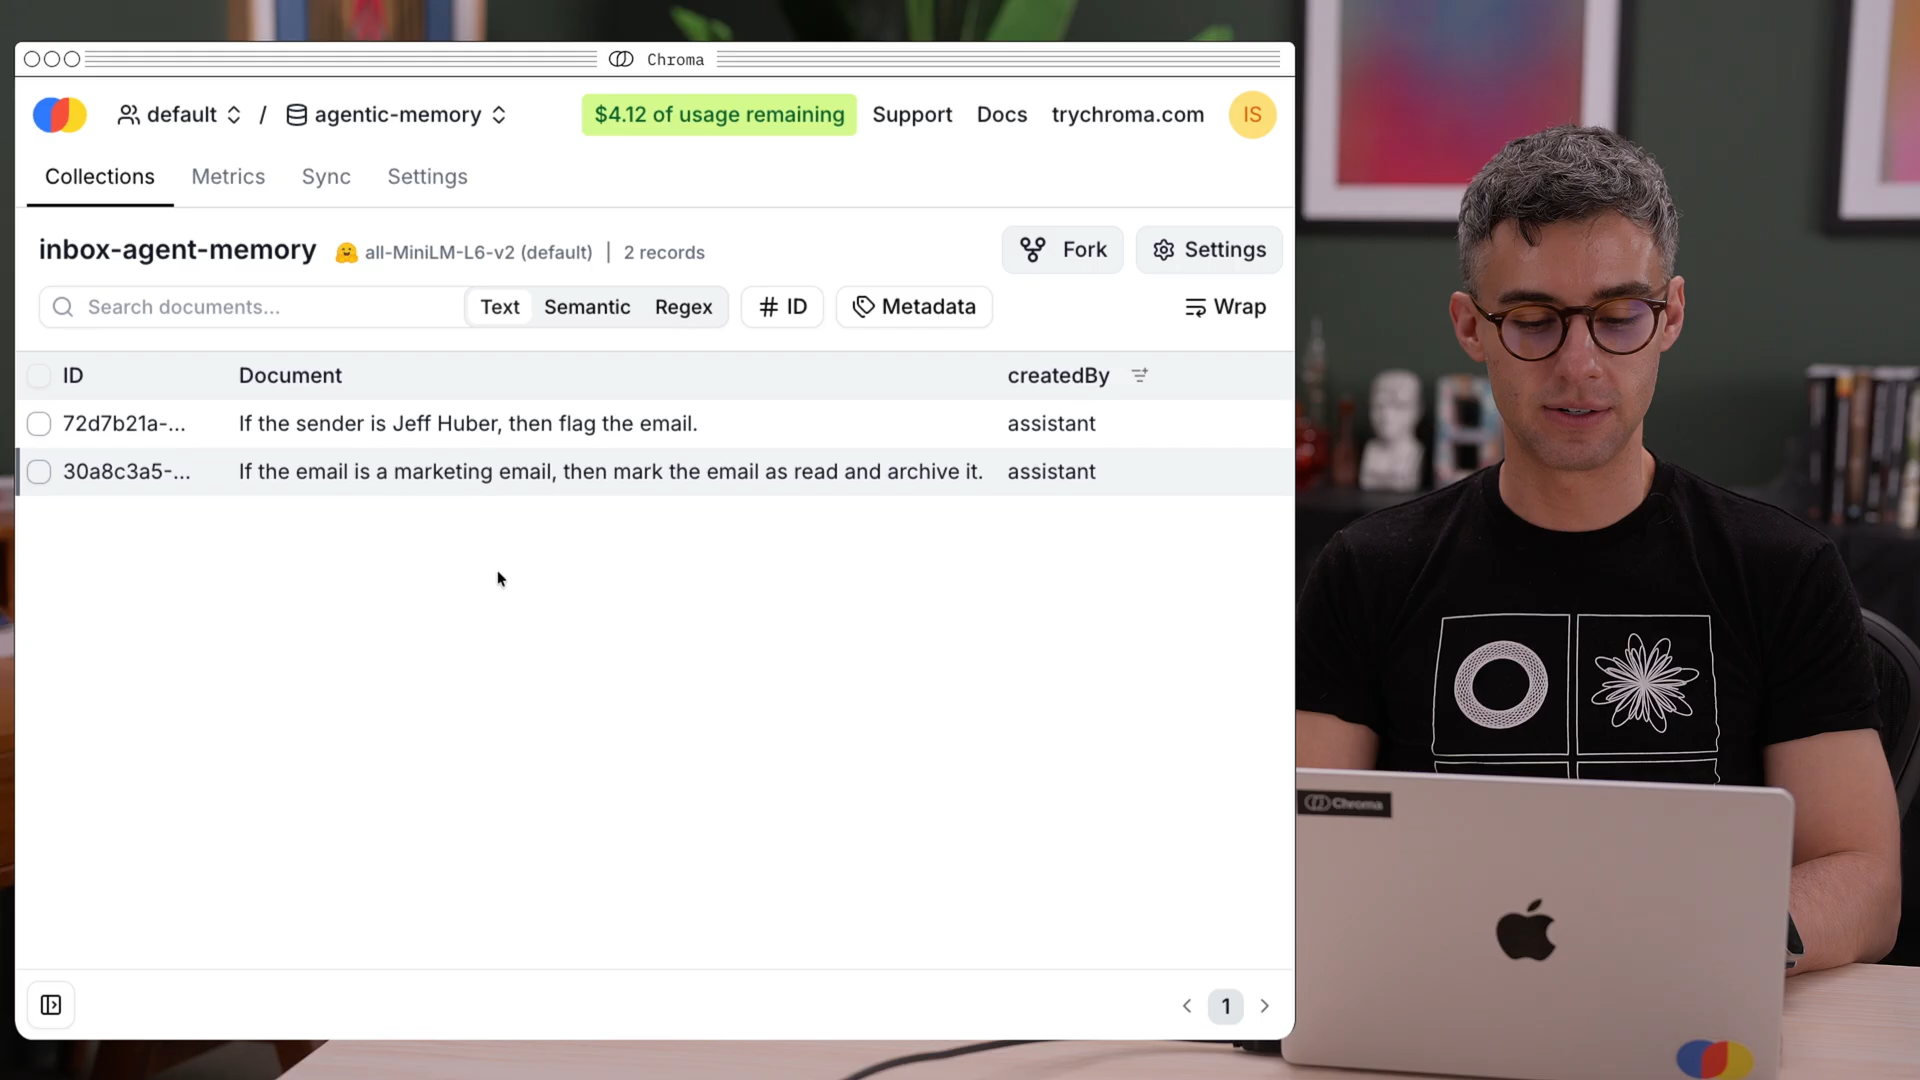 Chroma
default / agentic-memory $4.12 of usage remaining Support Docs trychroma.com IS
Collections Metrics Sync Settings
inbox-agent-memory all-MiniLM-L6-v2 (default) | 2 records Fork Settings
Search documents... Text Semantic Regex # ID Metadata Wrap
ID Document createdBy
72d7b21a-... If the sender is Jeff Huber, then flag the email. assistant
30a8c3a5-... If the email is a marketing email, then mark the email as read and archive it. assistant
1
Chroma